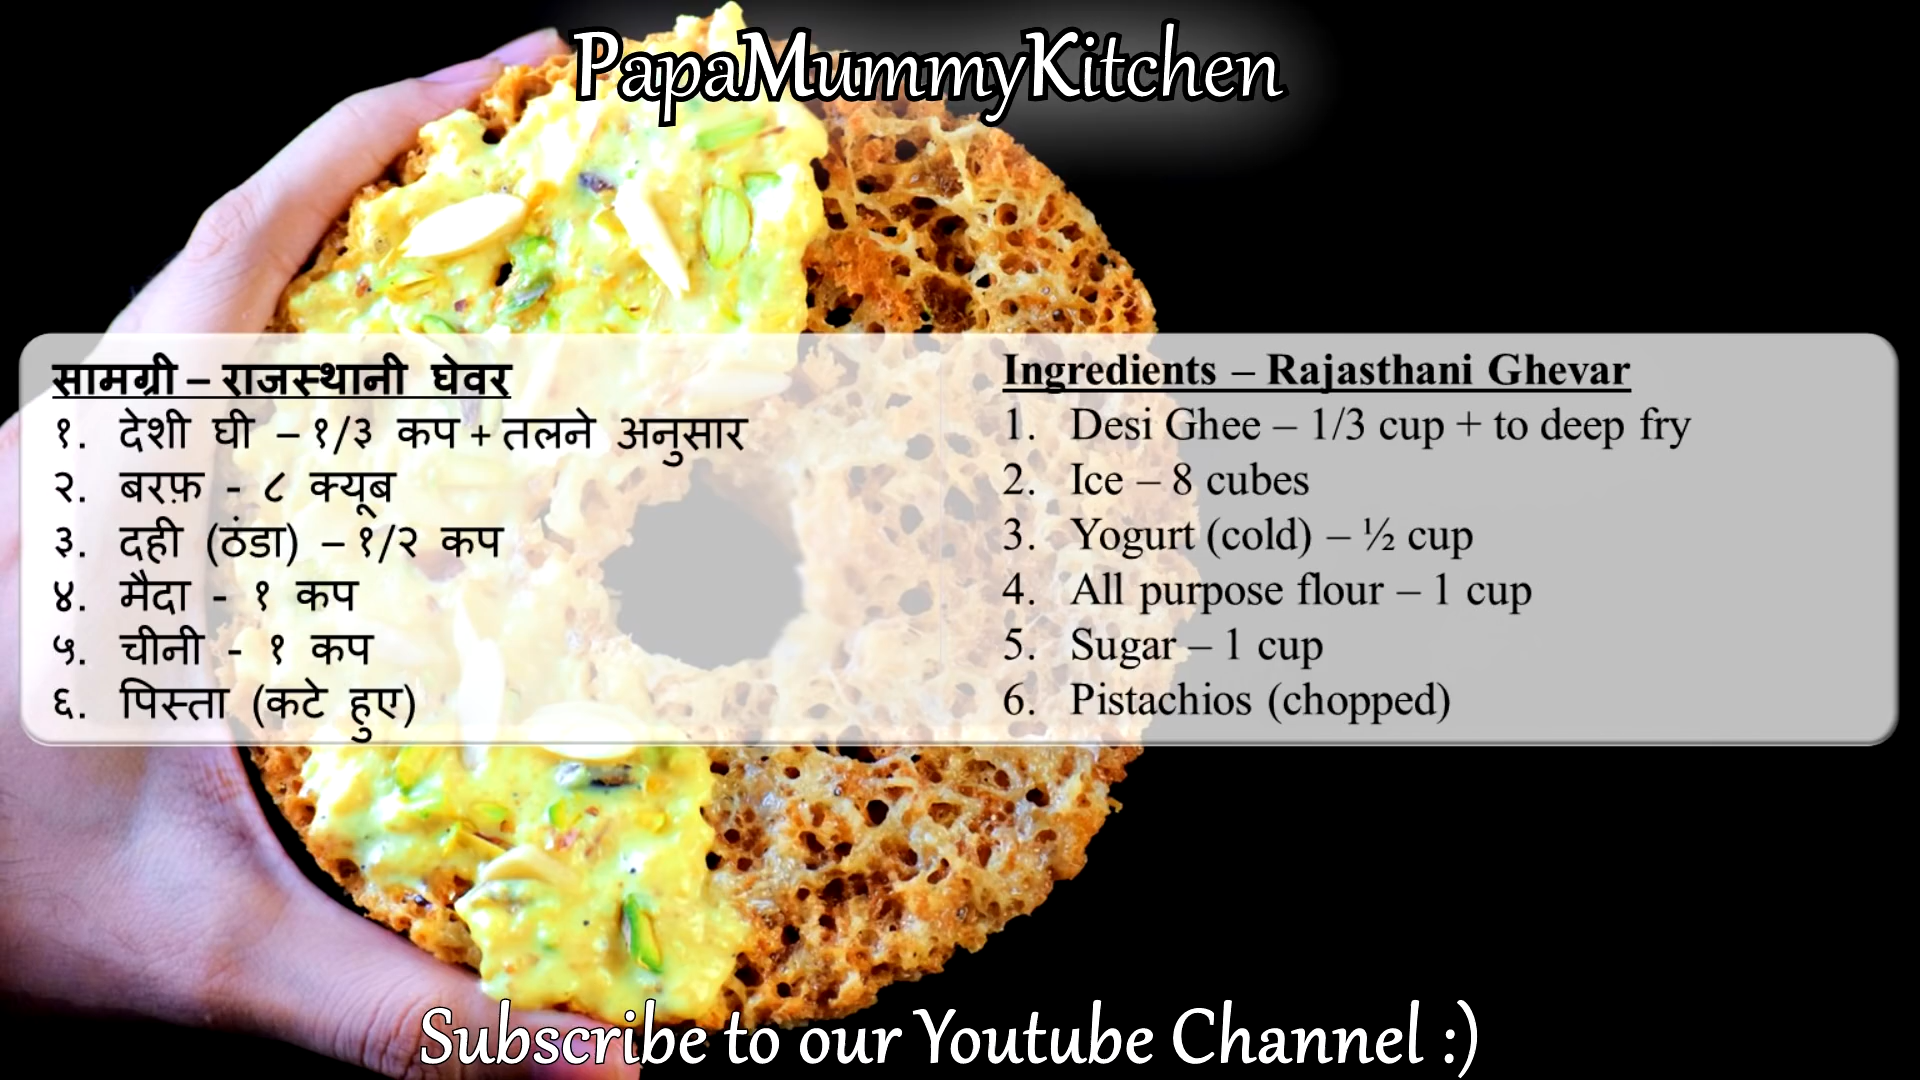 PapaMummyKitchen
सामग्री – राजस्थानी घेवर
१. देशी घी – १/३ कप + तलने अनुसार
२. बरफ़ - ८ क्यूब
३. दही (ठंडा) – १/२ कप
४. मैदा - १ कप
५. चीनी - १ कप
६. पिस्ता (कटे हुए)
Ingredients – Rajasthani Ghevar
1. Desi Ghee – 1/3 cup + to deep fry
2. Ice – 8 cubes
3. Yogurt (cold) – ½ cup
4. All purpose flour – 1 cup
5. Sugar – 1 cup
6. Pistachios (chopped)
Subscribe to our Youtube Channel :)